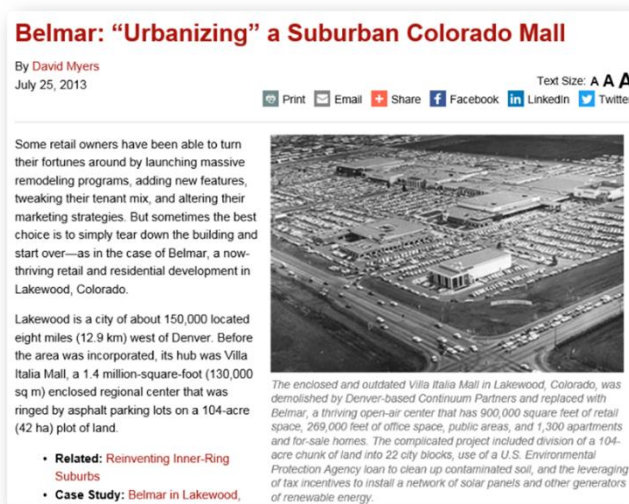 Belmar: “Urbanizing” a Suburban Colorado Mall
By David Myers
July 25, 2013
Text Size: A A A
Print Email Share Facebook LinkedIn Twitter
Some retail owners have been able to turn
their fortunes around by launching massive
remodeling programs, adding new features,
tweaking their tenant mix, and altering their
marketing strategies. But sometimes the best
choice is to simply tear down the building and
start over—as in the case of Belmar, a now-
thriving retail and residential development in
Lakewood, Colorado.
Lakewood is a city of about 150,000 located
eight miles (12.9 km) west of Denver. Before
the area was incorporated, its hub was Villa
Italia Mall, a 1.4 million-square-foot (130,000
sq m) enclosed regional center that was
ringed by asphalt parking lots on a 104-acre
(42 ha) plot of land.
• Related: Reinventing Inner-Ring
Suburbs
• Case Study: Belmar in Lakewood,
The enclosed and outdated Villa Italia Mall in Lakewood, Colorado, was
demolished by Denver-based Continuum Partners and replaced with
Belmar, a thriving open-air center that has 900,000 square feet of retail
space, 269,000 feet of office space, public areas, and 1,300 apartments
and for-sale homes. The complicated project included division of a 104-
acre chunk of land into 22 city blocks, use of a U.S. Environmental
Protection Agency loan to clean up contaminated soil, and the leveraging
of tax incentives to install a network of solar panels and other generators
of renewable energy.